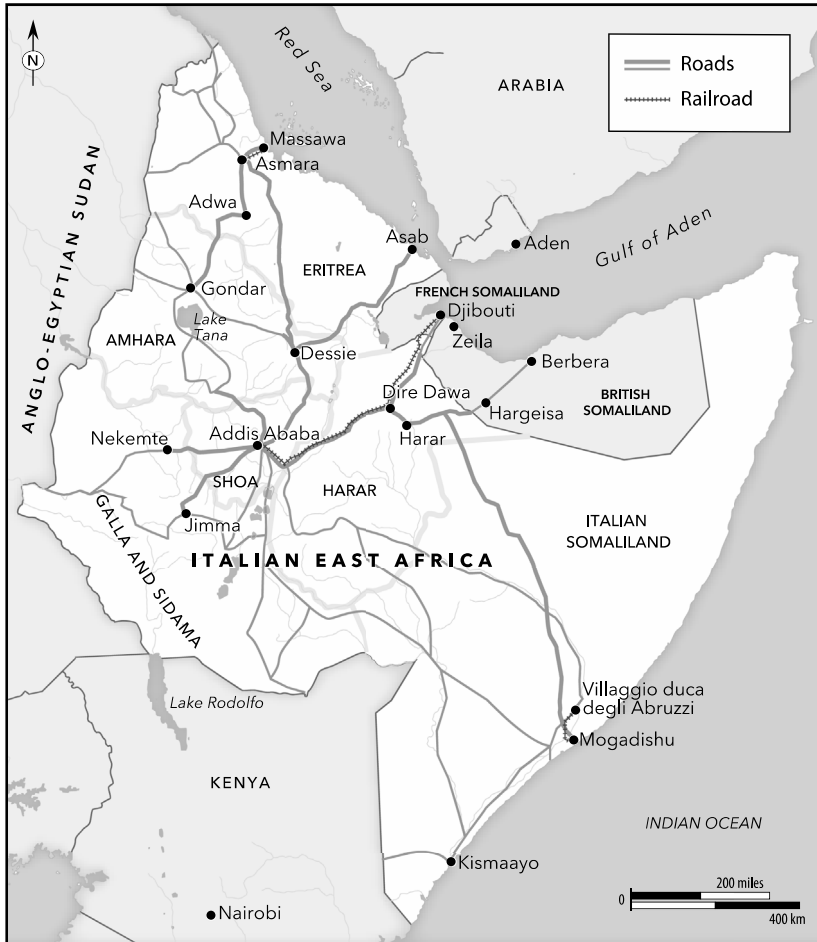 N
Red Sea
Roads
Railroad
ARABIA
Massawa
Asmara
ANGLO-EGYPTIAN SUDAN
Adwa
Asab
Aden
Gulf of Aden
ERITREA
Gondar
FRENCH SOMALILAND
Djibouti
Lake
Tana
Zeila
AMHARA
Dessie
Berbera
Dire Dawa
BRITISH
SOMALILAND
Hargeisa
Addis Ababa
Harar
Nekemte
SHOA
HARAR
Jimma
ITALIAN
SOMALILAND
GALLA AND SIDAMA
ITALIAN EAST AFRICA
Villaggio duca
degli Abruzzi
Lake Rodolfo
Mogadishu
KENYA
INDIAN OCEAN
Kismaayo
200 miles
0
400 km
Nairobi